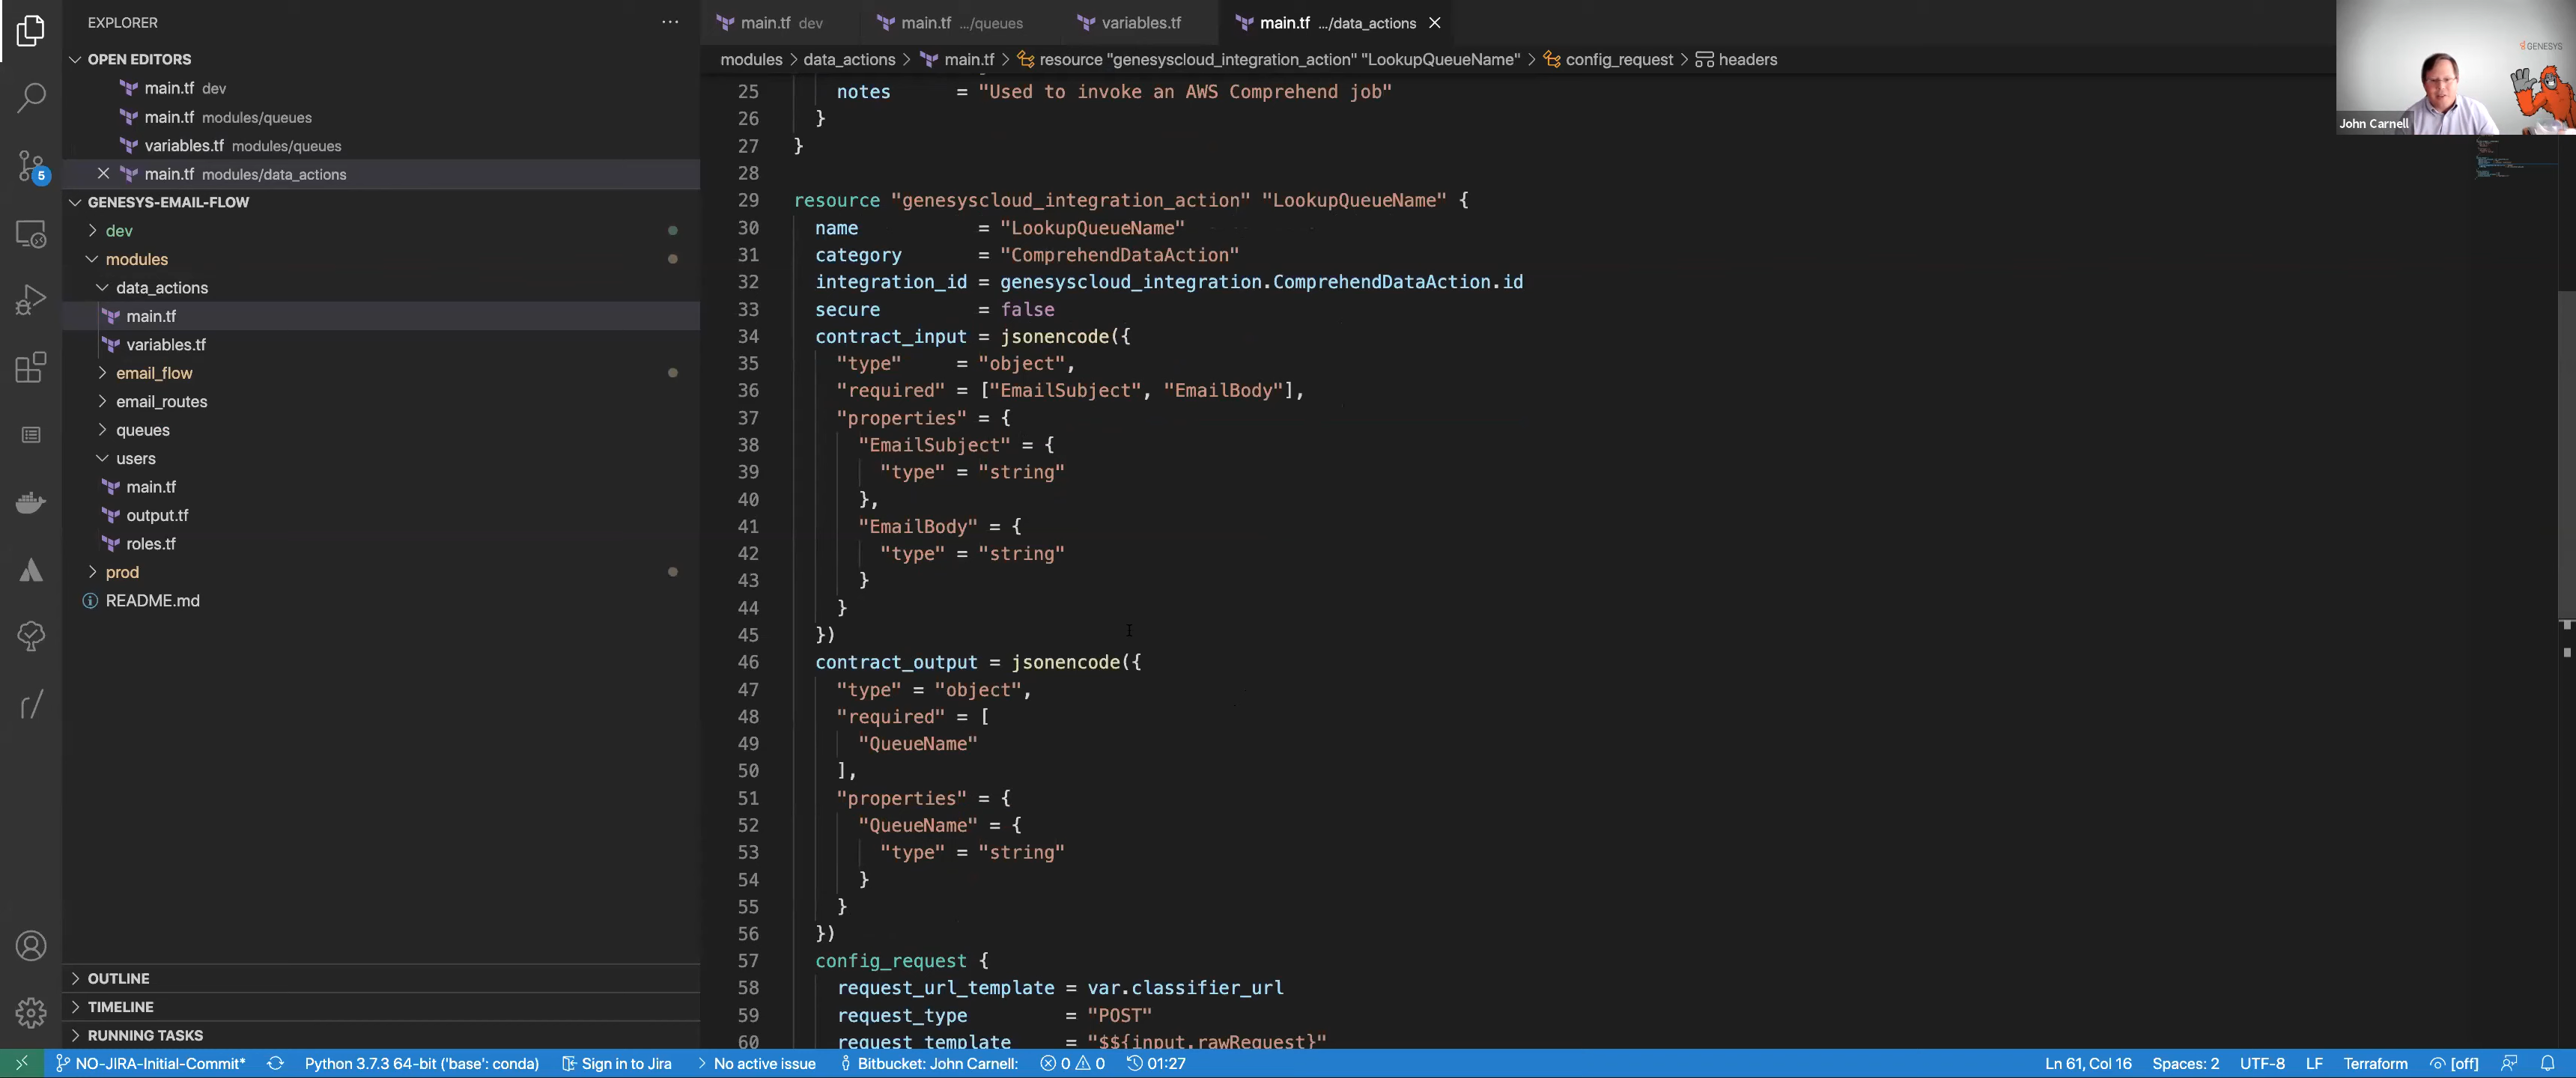 EXPLORER
···
OPEN EDITORS
main.tf dev
main.tf modules/queues
variables.tf modules/queues
main.tf modules/data_actions
5
GENESYS-EMAIL-FLOW
dev
modules
data_actions
main.tf
variables.tf
email_flow
email_routes
queues
users
main.tf
output.tf
roles.tf
prod
README.md
OUTLINE
TIMELINE
RUNNING TASKS
main.tf dev
main.tf .../queues
variables.tf
main.tf .../data_actions
modules > data_actions > main.tf > resource "genesyscloud_integration_action" "LookupQueueName" > config_request > headers
25 notes = "Used to invoke an AWS Comprehend job"
26 }
27 }
28
29 resource "genesyscloud_integration_action" "LookupQueueName" {
30 name = "LookupQueueName"
31 category = "ComprehendDataAction"
32 integration_id = genesyscloud_integration.ComprehendDataAction.id
33 secure = false
34 contract_input = jsonencode({
35 "type" = "object",
36 "required" = ["EmailSubject", "EmailBody"],
37 "properties" = {
38 "EmailSubject" = {
39 "type" = "string"
40 },
41 "EmailBody" = {
42 "type" = "string"
43 }
44 }
45 })
46 contract_output = jsonencode({
47 "type" = "object",
48 "required" = [
49 "QueueName"
50 ],
51 "properties" = {
52 "QueueName" = {
53 "type" = "string"
54 }
55 }
56 })
57 config_request {
58 request_url_template = var.classifier_url
59 request_type = "POST"
60 request_template = "$${input.rawRequest}"
GENESYS
John Carnell
NO-JIRA-Initial-Commit* Python 3.7.3 64-bit ('base': conda) Sign in to Jira No active issue Bitbucket: John Carnell: 0 0 01:27 Ln 61, Col 16 Spaces: 2 UTF-8 LF Terraform [off]